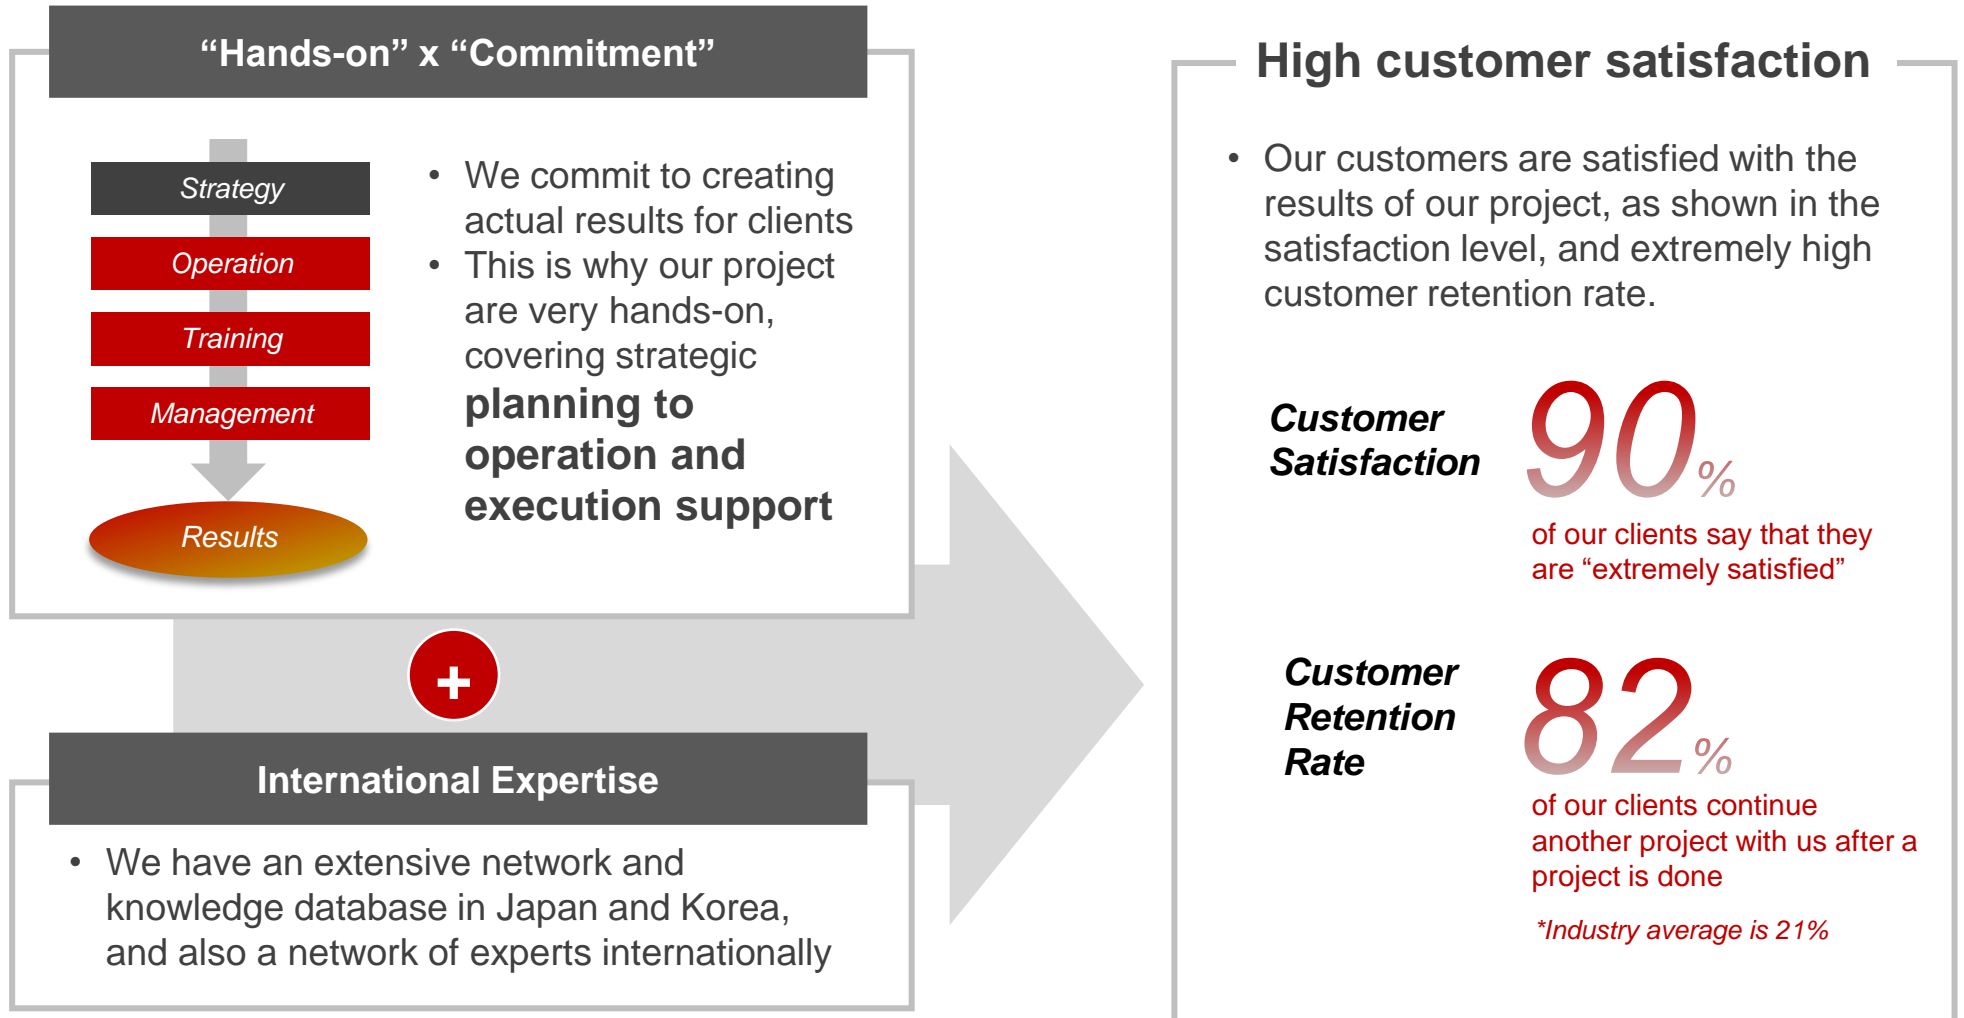 “Hands-on” x “Commitment”
Strategy
Operation
Training
Management
Results
• We commit to creating
actual results for clients
• This is why our project
are very hands-on,
covering strategic
planning to
operation and
execution support
+
International Expertise
• We have an extensive network and
knowledge database in Japan and Korea,
and also a network of experts internationally
High customer satisfaction
• Our customers are satisfied with the
results of our project, as shown in the
satisfaction level, and extremely high
customer retention rate.
Customer
Satisfaction
90%
of our clients say that they
are “extremely satisfied”
Customer
Retention
Rate
82%
of our clients continue
another project with us after a
project is done
*Industry average is 21%